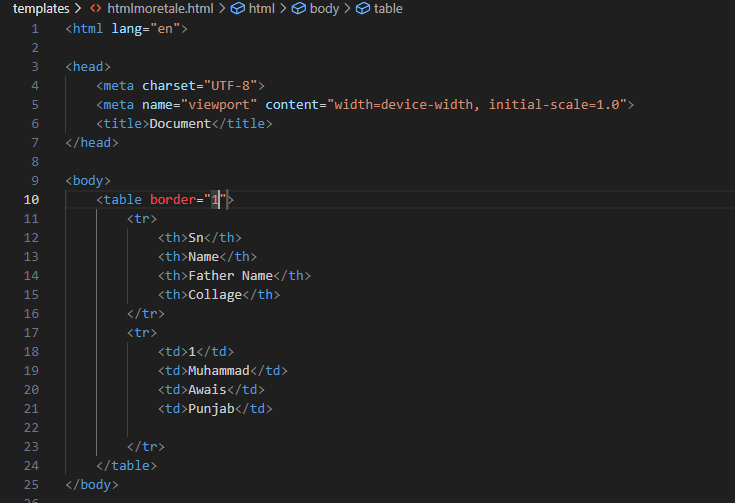 templates > <> htmlmoretale.html > html > body > table
1 <html lang="en">
2
3 <head>
4     <meta charset="UTF-8">
5     <meta name="viewport" content="width=device-width, initial-scale=1.0">
6     <title>Document</title>
7 </head>
8
9 <body>
10     <table border="1">
11         <tr>
12             <th>Sn</th>
13             <th>Name</th>
14             <th>Father Name</th>
15             <th>Collage</th>
16         </tr>
17         <tr>
18             <td>1</td>
19             <td>Muhammad</td>
20             <td>Awais</td>
21             <td>Punjab</td>
22
23         </tr>
24     </table>
25 </body>
26